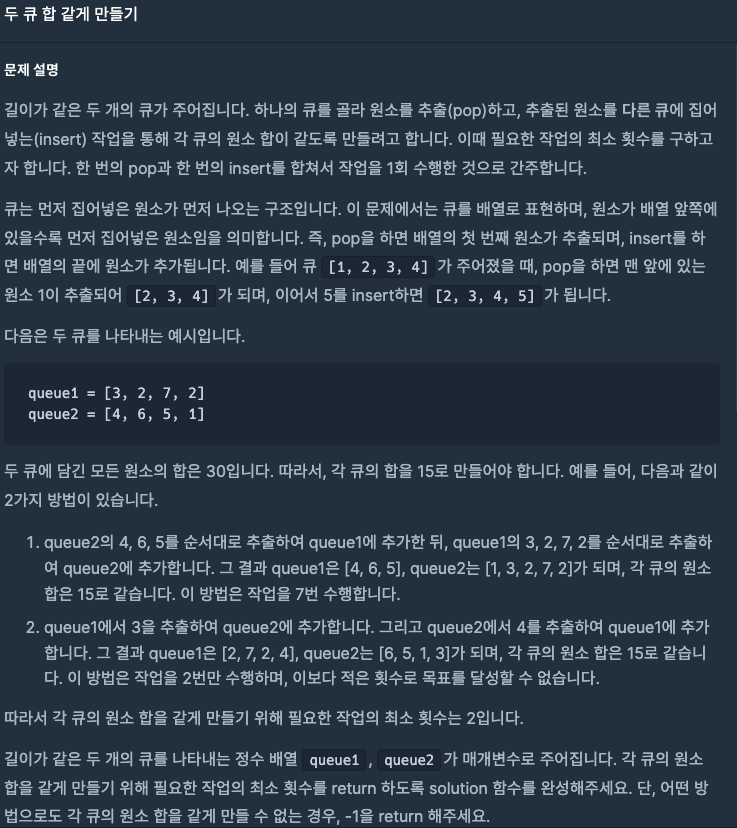 두 큐 합 같게 만들기
문제 설명
길이가 같은 두 개의 큐가 주어집니다. 하나의 큐를 골라 원소를 추출(pop)하고, 추출된 원소를 다른 큐에 집어
넣는(insert) 작업을 통해 각 큐의 원소 합이 같도록 만들려고 합니다. 이때 필요한 작업의 최소 횟수를 구하고
자 합니다. 한 번의 pop과 한 번의 insert를 합쳐서 작업을 1회 수행한 것으로 간주합니다.
큐는 먼저 집어넣은 원소가 먼저 나오는 구조입니다. 이 문제에서는 큐를 배열로 표현하며, 원소가 배열 앞쪽에
있을수록 먼저 집어넣은 원소임을 의미합니다. 즉, pop을 하면 배열의 첫 번째 원소가 추출되며, insert를 하
면 배열의 끝에 원소가 추가됩니다. 예를 들어 큐 [1, 2, 3, 4] 가 주어졌을 때, pop을 하면 맨 앞에 있는
원소 1이 추출되어 [2, 3, 4] 가 되며, 이어서 5를 insert하면 [2, 3, 4, 5] 가 됩니다.
다음은 두 큐를 나타내는 예시입니다.
queue1 = [3, 2, 7, 2]
queue2 = [4, 6, 5, 1]
두 큐에 담긴 모든 원소의 합은 30입니다. 따라서, 각 큐의 합을 15로 만들어야 합니다. 예를 들어, 다음과 같이
2가지 방법이 있습니다.
1. queue2의 4, 6, 5를 순서대로 추출하여 queue1에 추가한 뒤, queue1의 3, 2, 7, 2를 순서대로 추출하
여 queue2에 추가합니다. 그 결과 queue1은 [4, 6, 5], queue2는 [1, 3, 2, 7, 2]가 되며, 각 큐의 원소
합은 15로 같습니다. 이 방법은 작업을 7번 수행합니다.
2. queue1에서 3을 추출하여 queue2에 추가합니다. 그리고 queue2에서 4를 추출하여 queue1에 추가
합니다. 그 결과 queue1은 [2, 7, 2, 4], queue2는 [6, 5, 1, 3]가 되며, 각 큐의 원소 합은 15로 같습니
다. 이 방법은 작업을 2번만 수행하며, 이보다 적은 횟수로 목표를 달성할 수 없습니다.
따라서 각 큐의 원소 합을 같게 만들기 위해 필요한 작업의 최소 횟수는 2입니다.
길이가 같은 두 개의 큐를 나타내는 정수 배열 queue1 , queue2 가 매개변수로 주어집니다. 각 큐의 원소
합을 같게 만들기 위해 필요한 작업의 최소 횟수를 return 하도록 solution 함수를 완성해주세요. 단, 어떤 방
법으로도 각 큐의 원소 합을 같게 만들 수 없는 경우, -1을 return 해주세요.